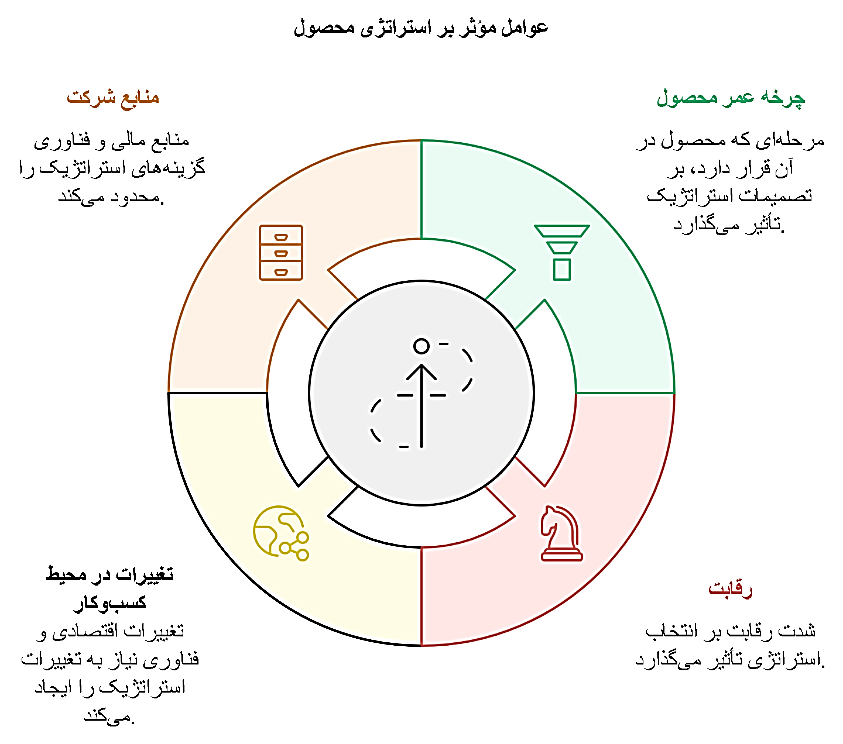 عوامل مؤثر بر استراتژی محصول
چرخه عمر محصول
مرحله‌ای که محصول در
آن قرار دارد، بر
تصمیمات استراتژیک
تأثیر می‌گذارد.
منابع شرکت
منابع مالی و فناوری
گزینه‌های استراتژیک را
محدود می‌کند.
رقابت
شدت رقابت بر انتخاب
استراتژی تأثیر می‌گذارد.
تغییرات در محیط
کسب‌وکار
تغییرات اقتصادی و
فناوری نیاز به تغییرات
استراتژیک را ایجاد
می‌کند.